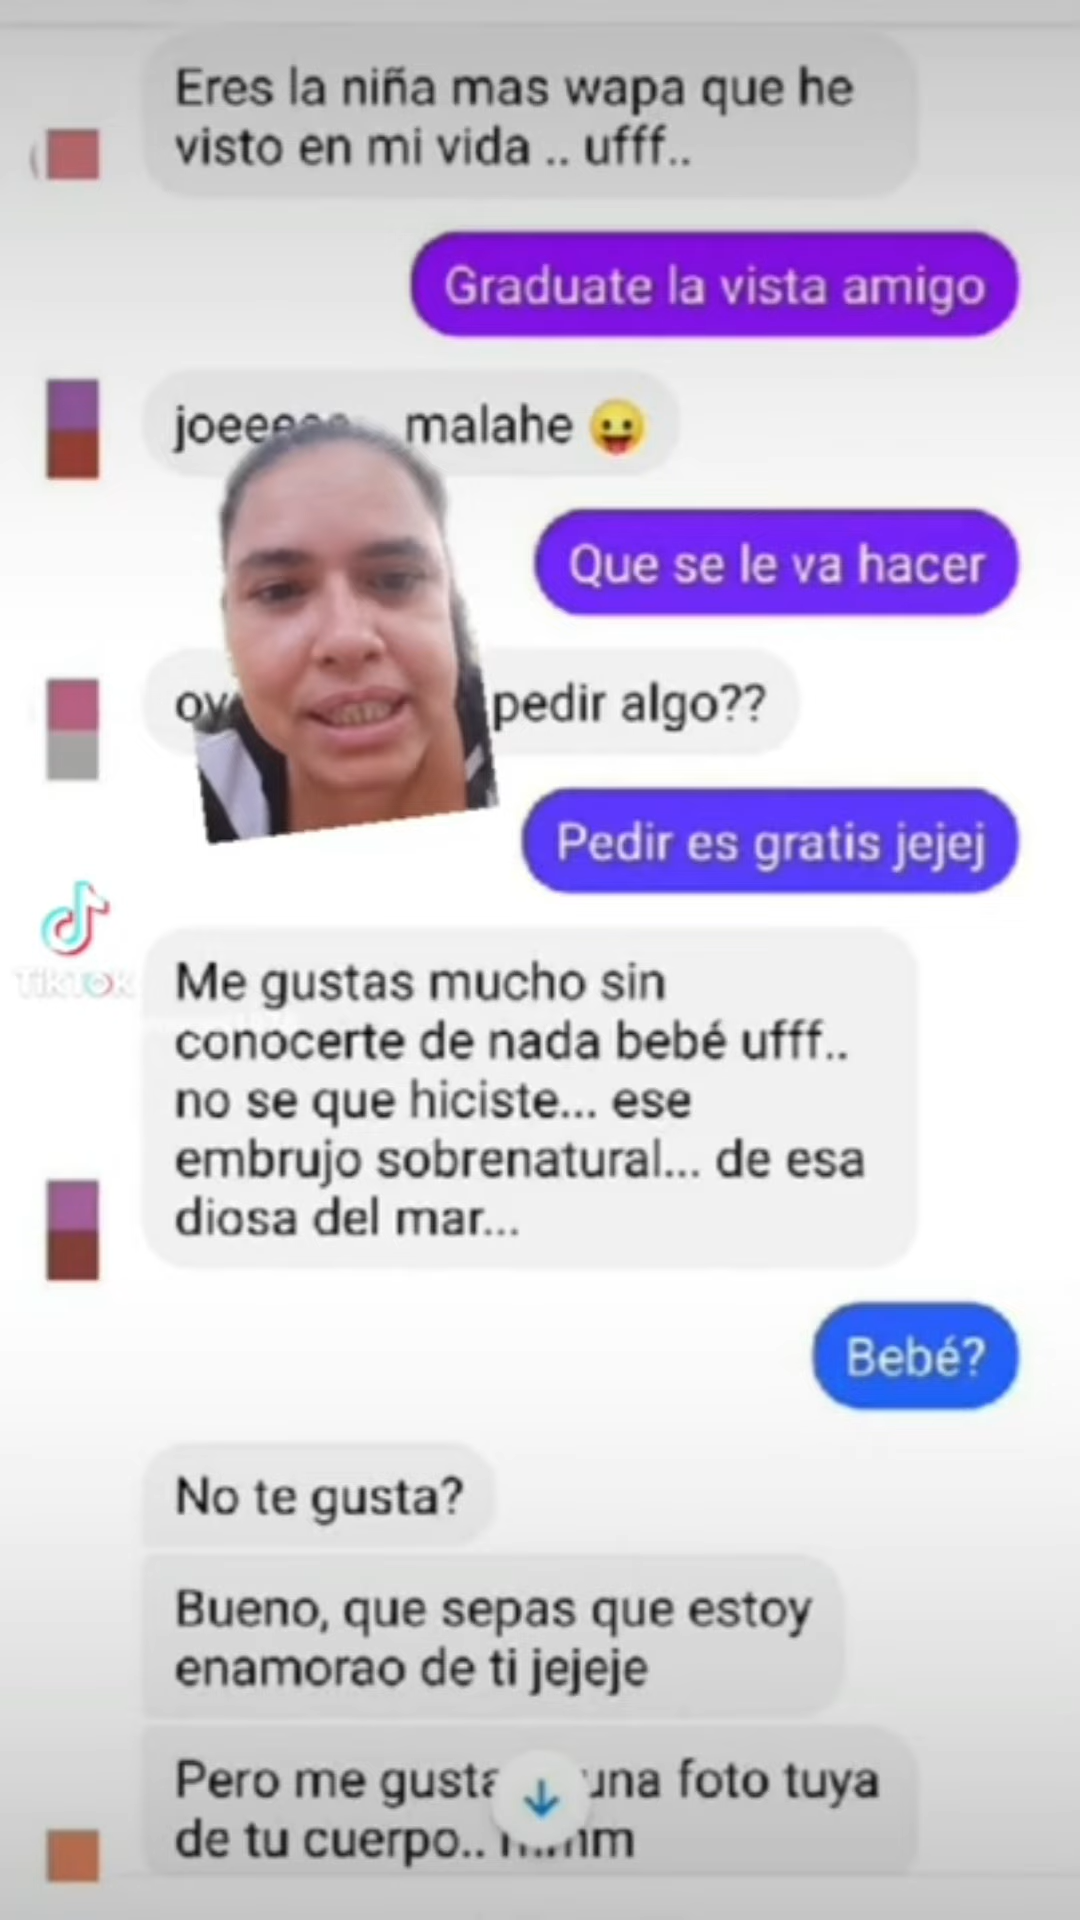 Eres la niña mas wapa que he
visto en mi vida .. ufff..
Graduate la vista amigo
malahe 😛
Que se le va hacer
pedir algo??
Pedir es gratis jejej
TikTok
Me gustas mucho sin
conocerte de nada bebé ufff..
no se que hiciste... ese
embrujo sobrenatural... de esa
diosa del mar...
Bebé?
No te gusta?
Bueno, que sepas que estoy
enamorao de ti jejeje
Pero me una foto tuya
de tu cuerpo..